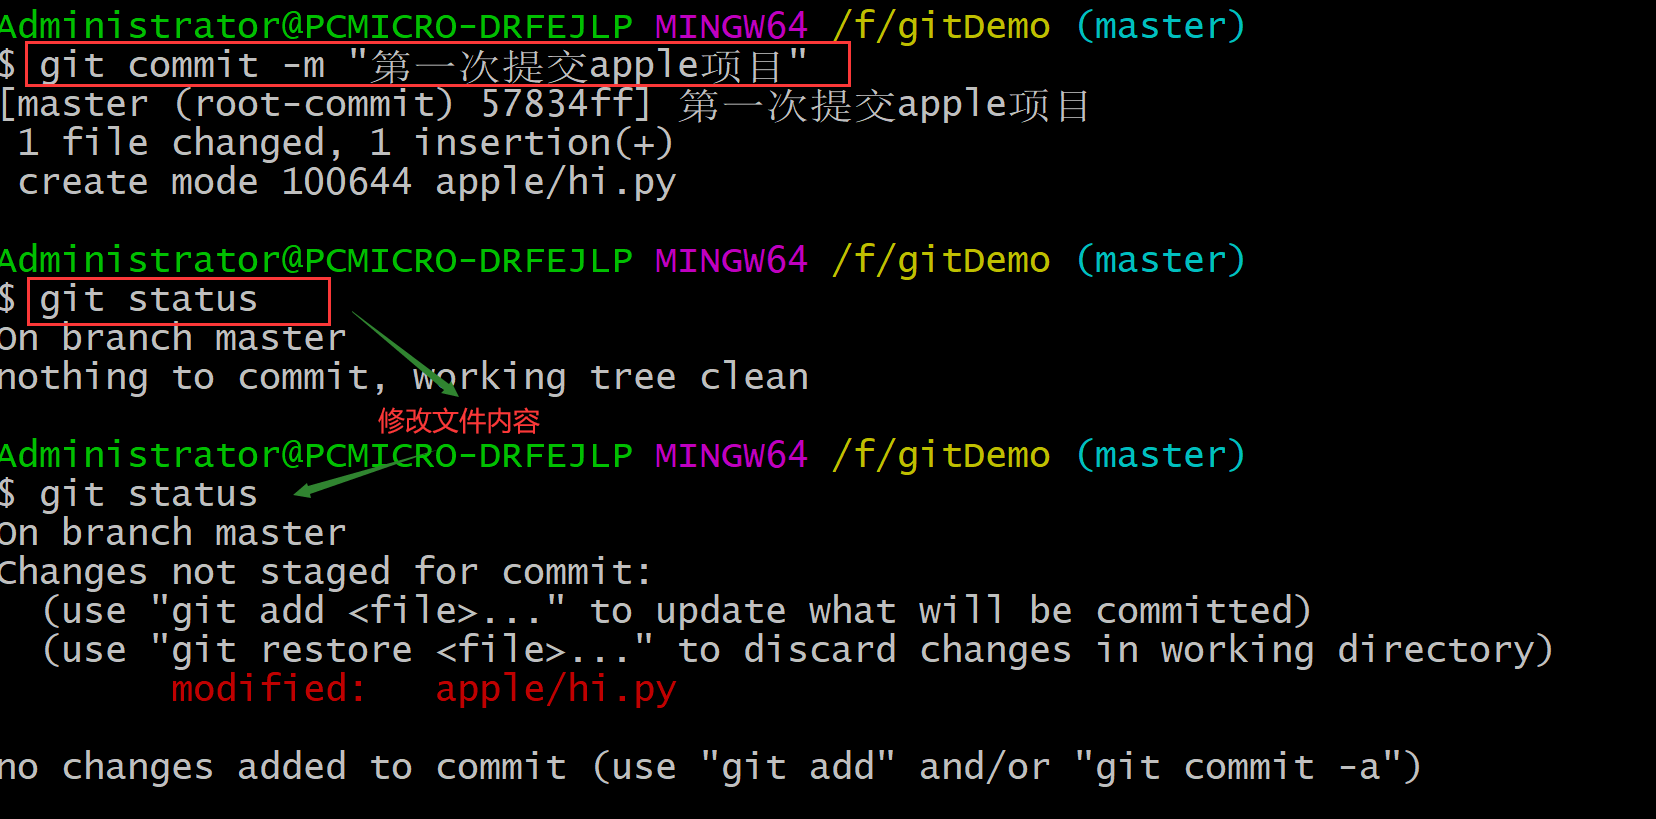 Administrator@PCMICRO-DRFEJLP MINGW64 /f/gitDemo (master)
$ git commit -m "第一次提交apple项目"
[master (root-commit) 57834ff] 第一次提交apple项目
 1 file changed, 1 insertion(+)
 create mode 100644 apple/hi.py

Administrator@PCMICRO-DRFEJLP MINGW64 /f/gitDemo (master)
$ git status
On branch master
nothing to commit, working tree clean
修改文件内容
Administrator@PCMICRO-DRFEJLP MINGW64 /f/gitDemo (master)
$ git status
On branch master
Changes not staged for commit:
  (use "git add <file>..." to update what will be committed)
  (use "git restore <file>..." to discard changes in working directory)
        modified:   apple/hi.py

no changes added to commit (use "git add" and/or "git commit -a")